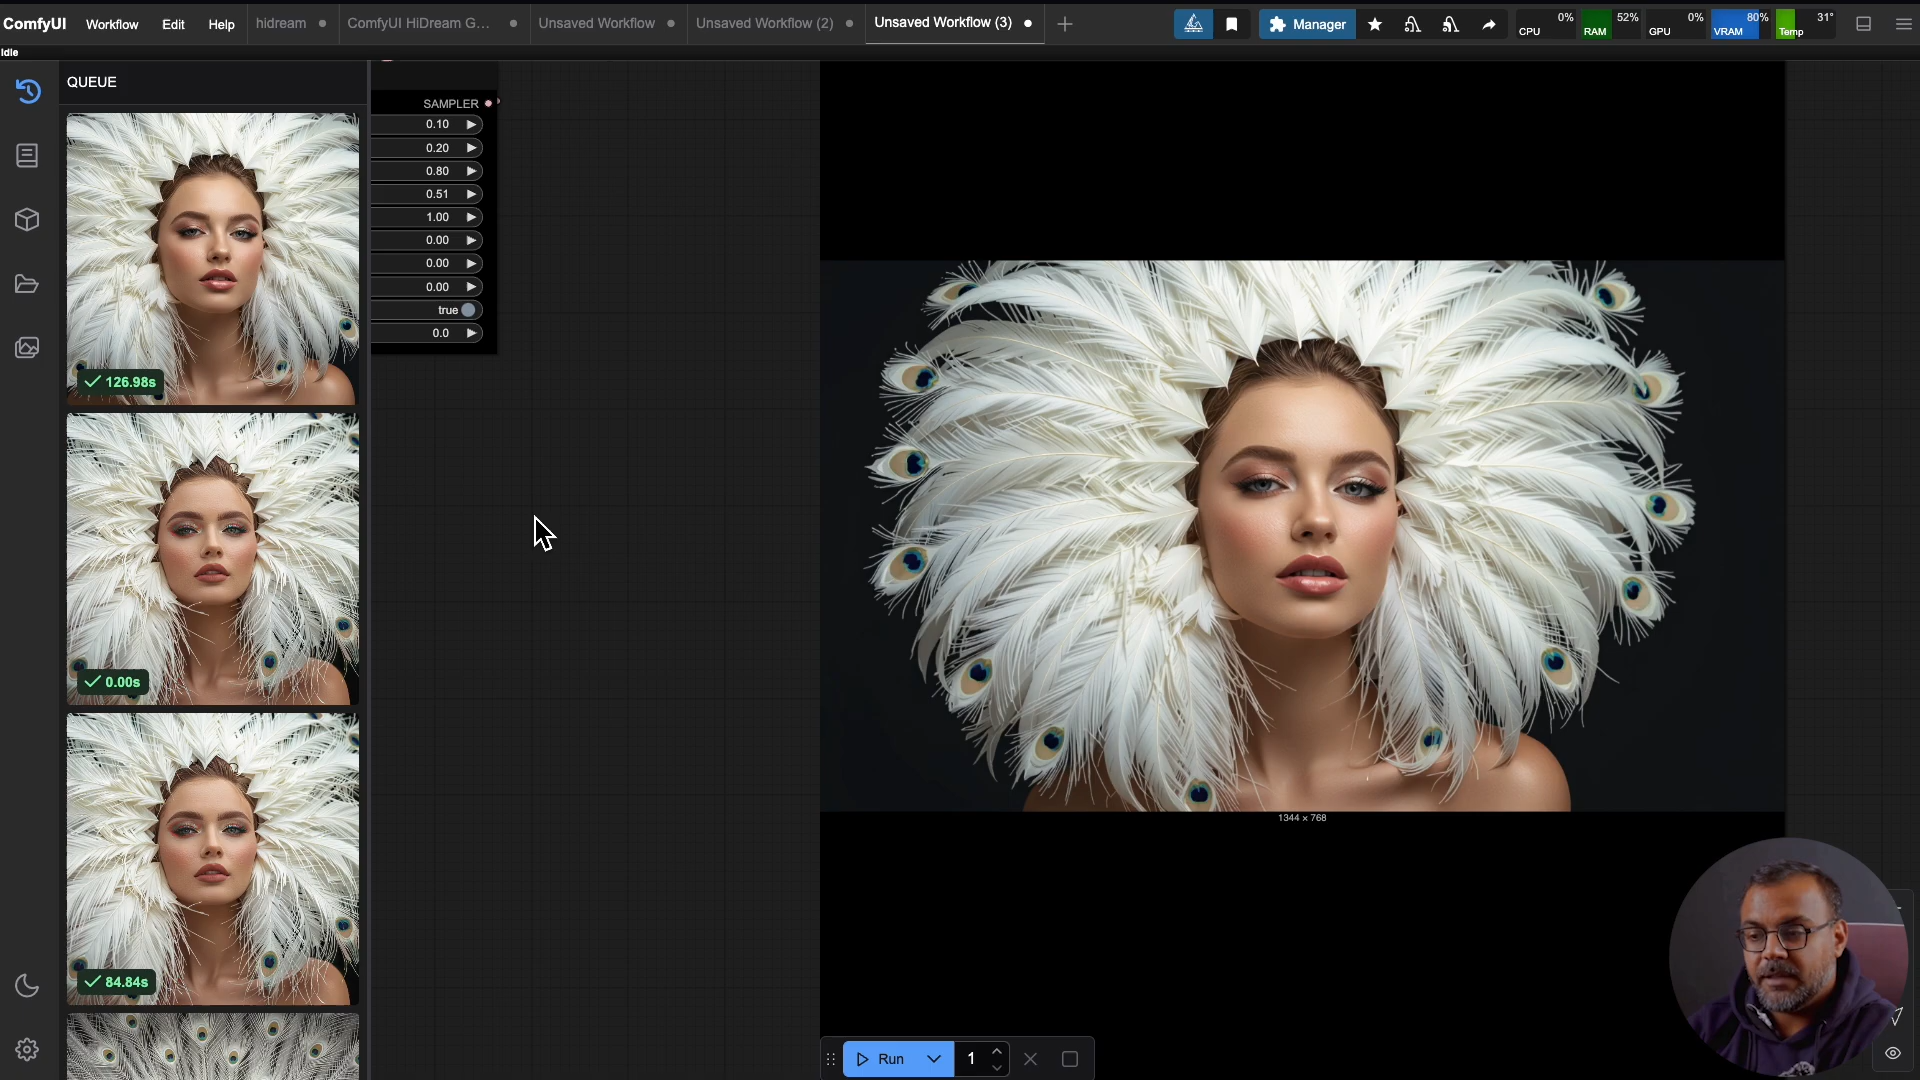 ComfyUI Workflow Edit Help hidream ComfyUI HiDream G... Unsaved Workflow Unsaved Workflow (2) Unsaved Workflow (3) Manager CPU 0% RAM 52% GPU 0% VRAM 80% Temp 31°
Idle
QUEUE
SAMPLER
0.10
0.20
0.80
0.51
1.00
0.00
0.00
0.00
true
0.0
126.98s
0.00s
84.84s
1344 x 768
Run 1